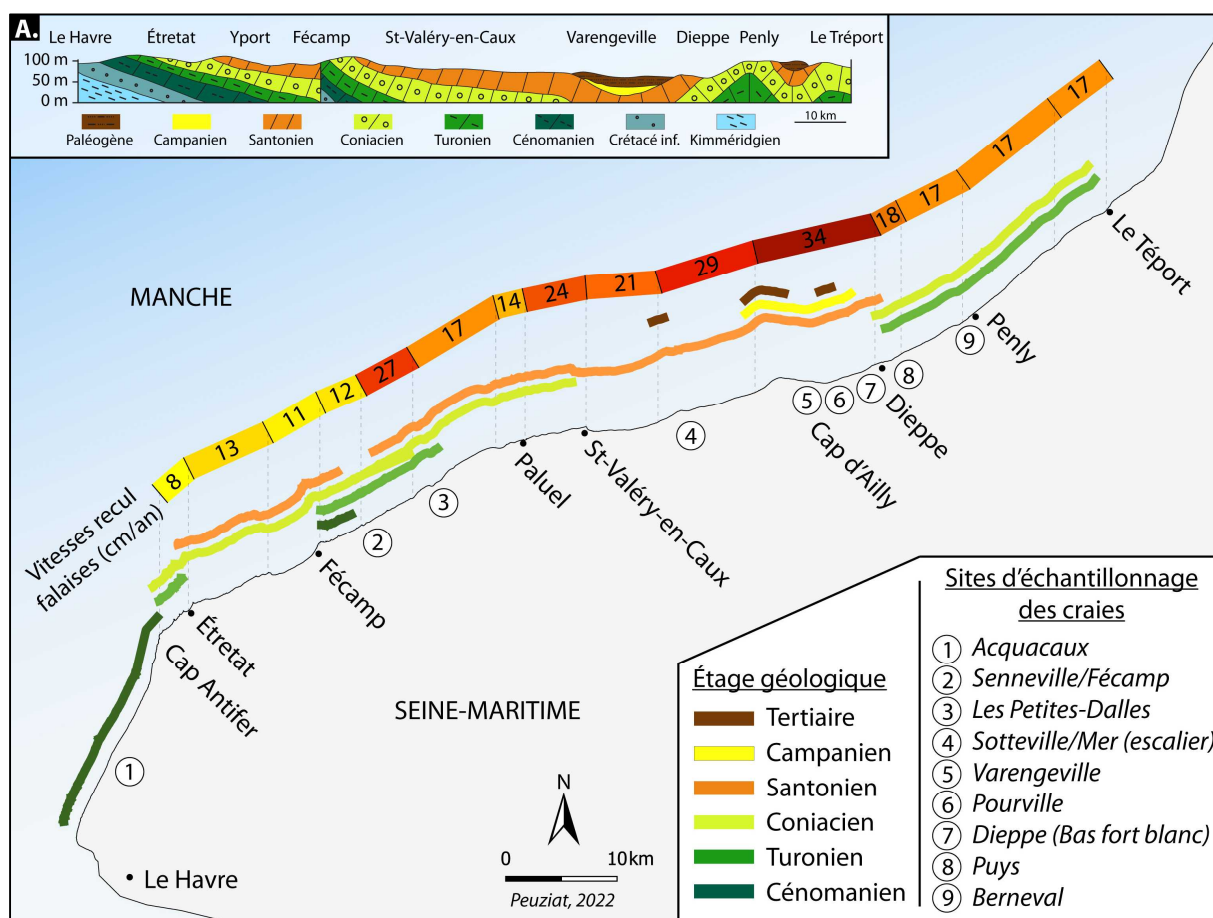 A.
Le Havre Étretat Yport Fécamp St-Valéry-en-Caux Varengeville Dieppe Penly Le Tréport
100 m
50 m
0 m
10 km
Paléogène Campanien Santonien Coniacien Turonien Cénomanien Crétacé inf. Kimméridgien
MANCHE
Vitesses recul
falaises (cm/an)
8 13 11 12 27 17 14 24 21 29 34 18 17 17 17
Le Téport
Penly
Dieppe
Cap d'Ailly
St-Valéry-en-Caux
Paluel
Fécamp
Étretat
Cap Antifer
Le Havre
1 2 3 4 5 6 7 8 9
SEINE-MARITIME
N
0 10 km
Peuziat, 2022
Étage géologique
Tertiaire
Campanien
Santonien
Coniacien
Turonien
Cénomanien
Sites d'échantillonnage
des craies
1 Acquacaux
2 Senneville/Fécamp
3 Les Petites-Dalles
4 Sotteville/Mer (escalier)
5 Varengeville
6 Pourville
7 Dieppe (Bas fort blanc)
8 Puys
9 Berneval